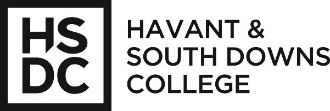 HS
DC
HAVANT &
SOUTH DOWNS
COLLEGE